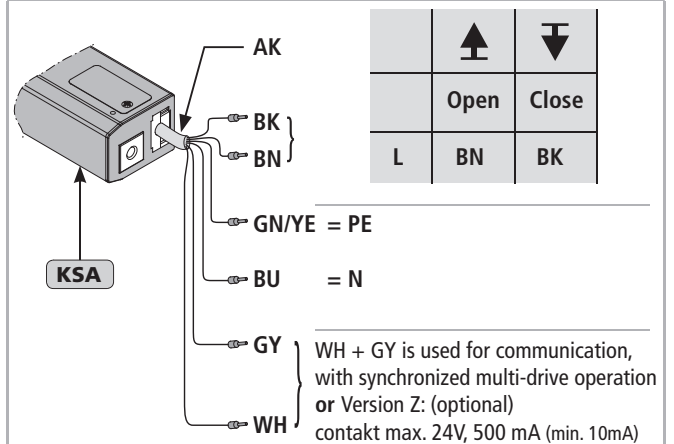 AK
BK
BN
Open Close
L BN BK
GN/YE = PE
KSA
BU = N
GY
WH
WH + GY is used for communication,
with synchronized multi-drive operation
or Version Z: (optional)
contakt max. 24V, 500 mA (min. 10mA)